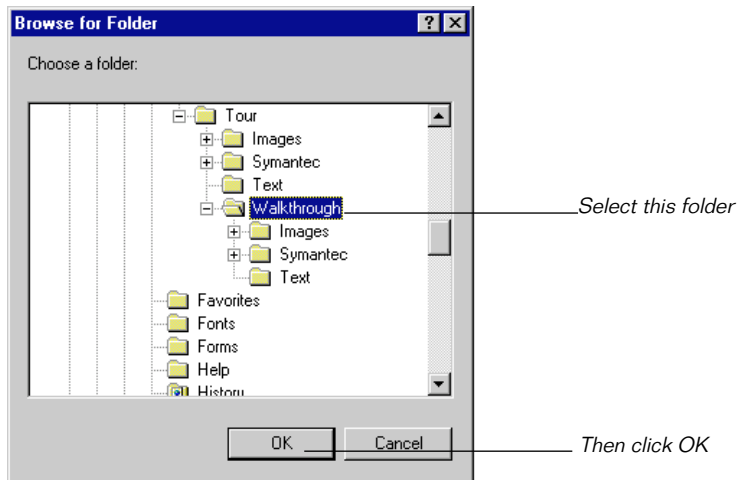 Browse for Folder
Choose a folder:
Tour
Images
Symantec
Text
Walkthrough
Select this folder
Images
Symantec
Text
Favorites
Fonts
Forms
Help
History
OK
Cancel
Then click OK